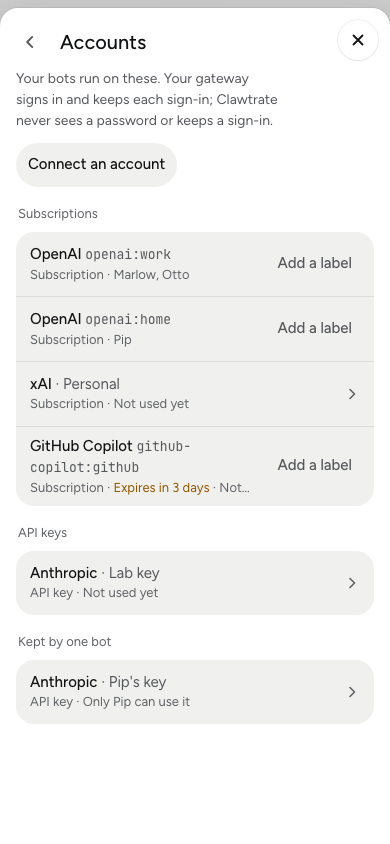 Accounts
Your bots run on these. Your gateway
signs in and keeps each sign-in; Clawtrate
never sees a password or keeps a sign-in.
Connect an account
Subscriptions
OpenAI openai:work
Subscription · Marlow, Otto
Add a label
OpenAI openai:home
Subscription · Pip
Add a label
xAI · Personal
Subscription · Not used yet
GitHub Copilot github-
copilot:github
Subscription · Expires in 3 days · Not...
Add a label
API keys
Anthropic · Lab key
API key · Not used yet
Kept by one bot
Anthropic · Pip's key
API key · Only Pip can use it